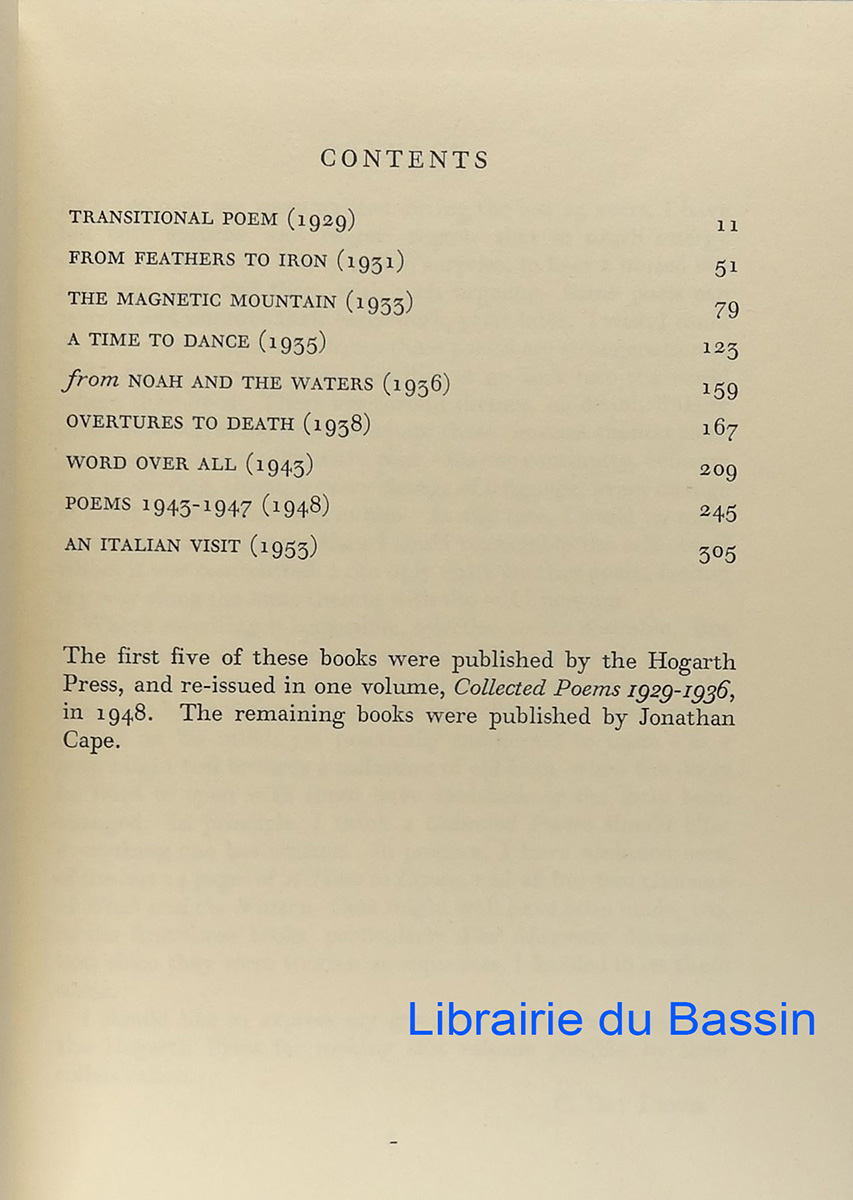 CONTENTS
TRANSITIONAL POEM (1929) 11
FROM FEATHERS TO IRON (1931) 51
THE MAGNETIC MOUNTAIN (1933) 79
A TIME TO DANCE (1935) 123
from NOAH AND THE WATERS (1936) 159
OVERTURES TO DEATH (1938) 167
WORD OVER ALL (1943) 209
POEMS 1943-1947 (1948) 245
AN ITALIAN VISIT (1953) 305
The first five of these books were published by the Hogarth
Press, and re-issued in one volume, Collected Poems 1929-1936,
in 1948. The remaining books were published by Jonathan
Cape.
Librairie du Bassin